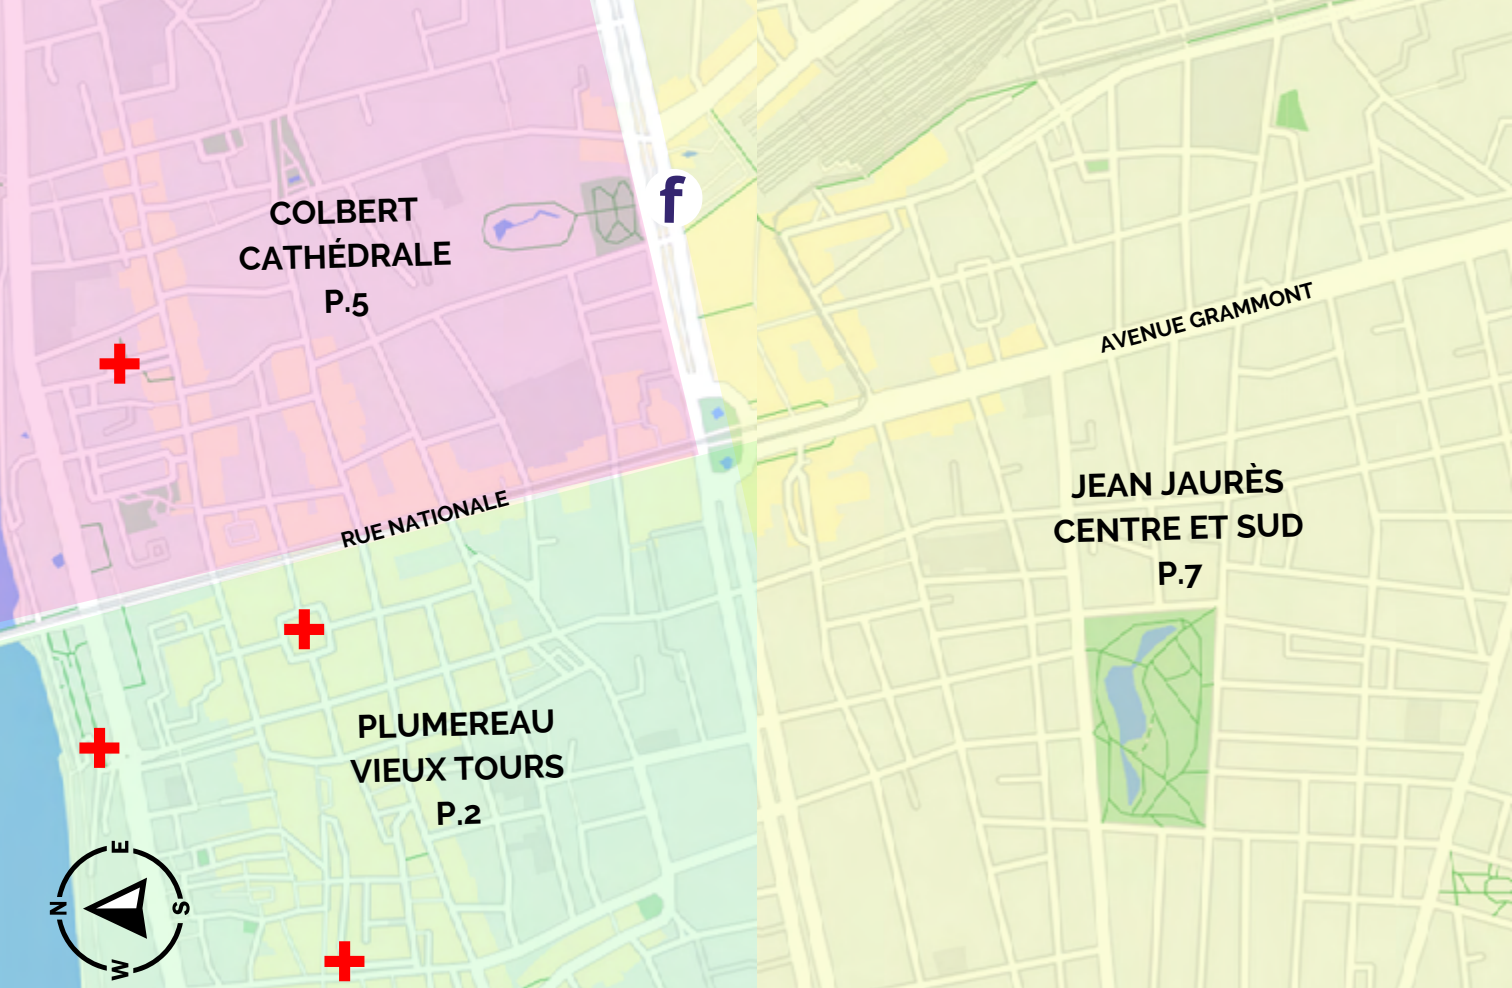 COLBERT
CATHÉDRALE
P.5
f
AVENUE GRAMMONT
RUE NATIONALE
JEAN JAURÈS
CENTRE ET SUD
P.7
PLUMEREAU
VIEUX TOURS
P.2
E
N
S
W